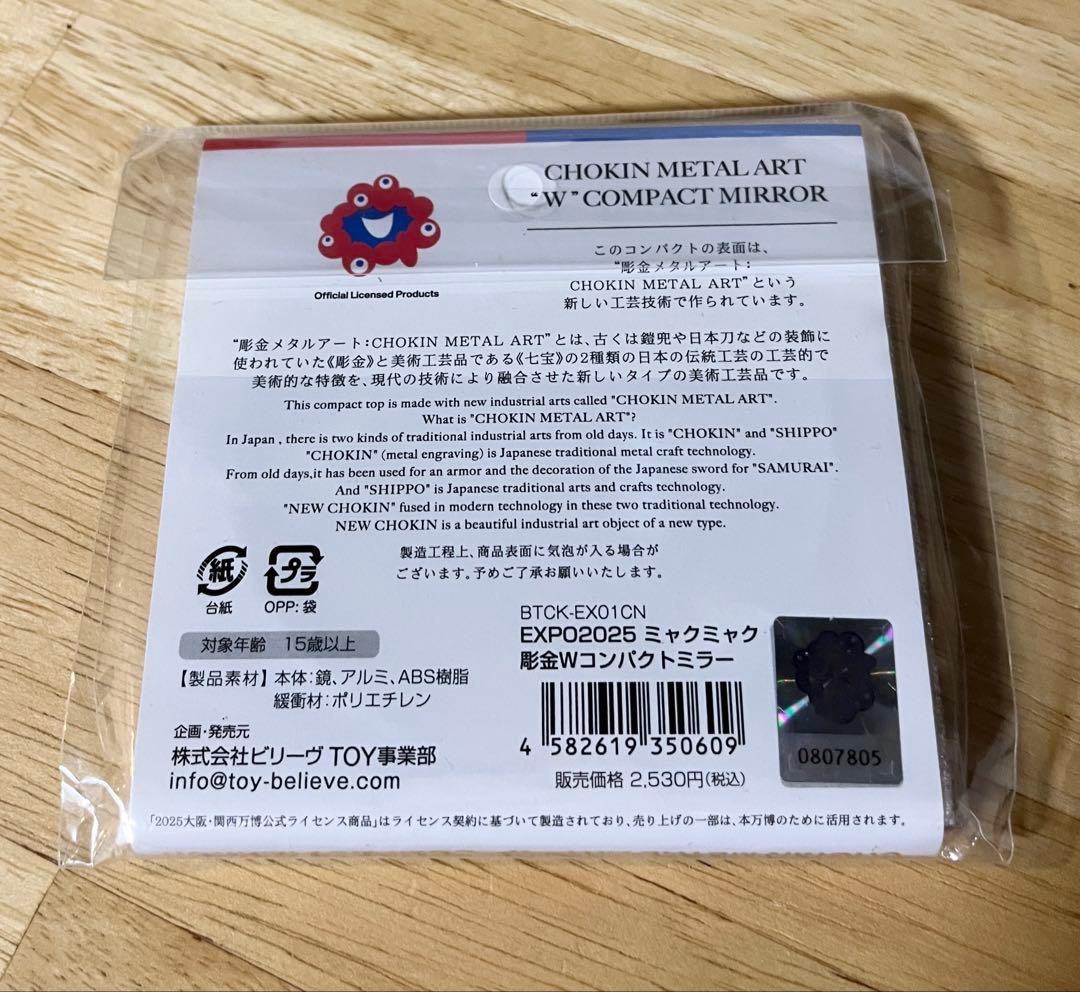 Official Licensed Products
CHOKIN METAL ART
“W” COMPACT MIRROR
このコンパクトの表面は、
“彫金メタルアート:
CHOKIN METAL ART”という
新しい工芸技術で作られています。
“彫金メタルアート:CHOKIN METAL ART”とは、古くは鎧兜や日本刀などの装飾に
使われていた《彫金》と美術工芸品である《七宝》の2種類の日本の伝統工芸の工芸的で
美術的な特徴を、現代の技術により融合させた新しいタイプの美術工芸品です。
This compact top is made with new industrial arts called "CHOKIN METAL ART".
What is "CHOKIN METAL ART"?
In Japan , there is two kinds of traditional industrial arts from old days. It is "CHOKIN" and "SHIPPO"
"CHOKIN" (metal engraving) is Japanese traditional metal craft technology.
From old days,it has been used for an armor and the decoration of the Japanese sword for "SAMURAI".
And "SHIPPO" is Japanese traditional arts and crafts technology.
"NEW CHOKIN" fused in modern technology in these two traditional technology.
NEW CHOKIN is a beautiful industrial art object of a new type.
製造工程上、商品表面に気泡が入る場合が
ございます。予めご了承お願いいたします。
紙
台紙
プラ
OPP:袋
対象年齢 15歳以上
【製品素材】本体:鏡、アルミ、ABS樹脂
緩衝材:ポリエチレン
企画・発売元
株式会社ビリーヴ TOY事業部
info@toy-believe.com
BTCK-EX01CN
EXPO2025 ミャクミャク
彫金Wコンパクトミラー
4 582619 350609
販売価格 2,530円(税込)
0807805
「2025大阪・関西万博公式ライセンス商品」はライセンス契約に基づいて製造されており、売り上げの一部は、本万博のために活用されます。